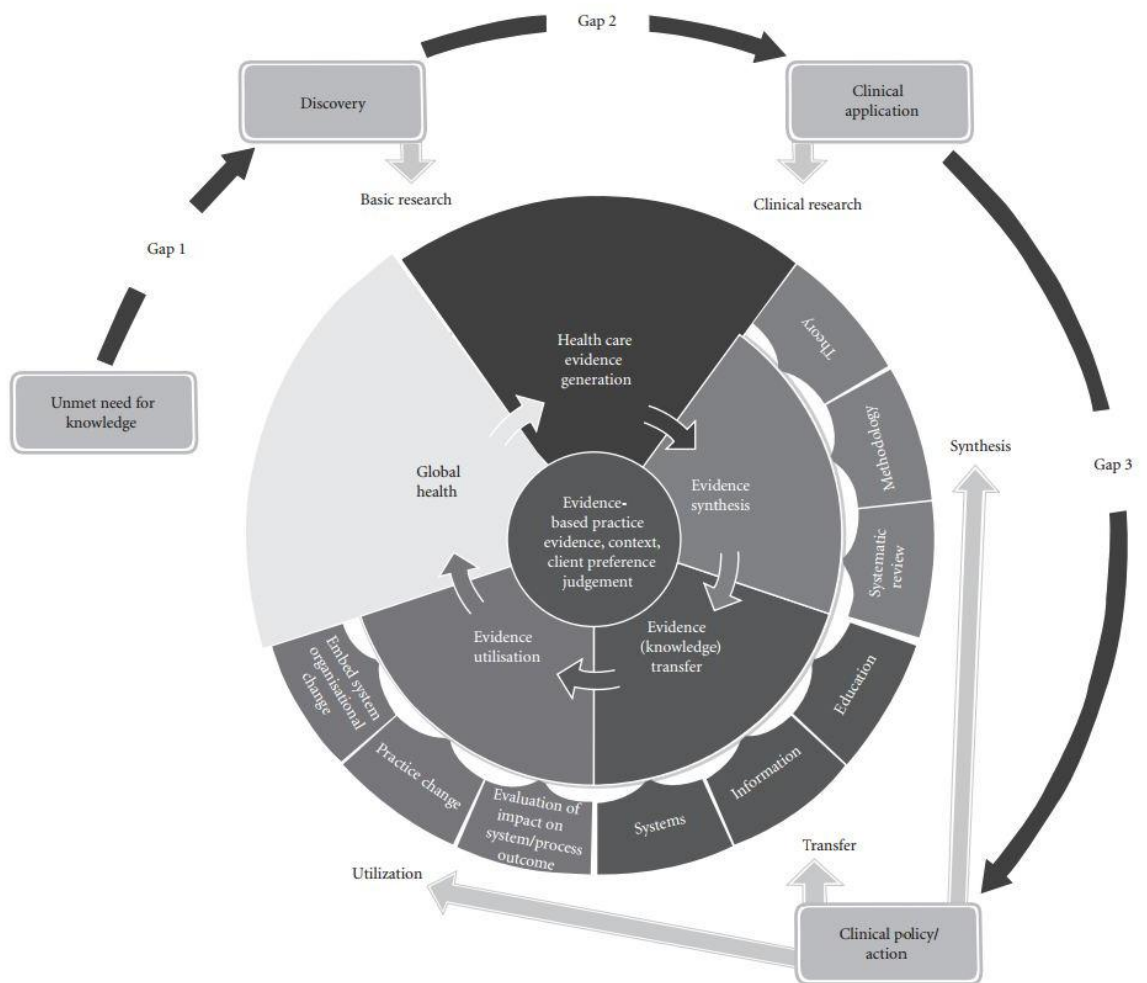 Gap 2
Discovery
Clinical
application
Basic research
Clinical research
Gap 1
Unmet need for
knowledge
Health care
evidence
generation
Theory
Methodology
Systematic
review
Synthesis
Gap 3
Global
health
Evidence
synthesis
Evidence-
based practice
evidence, context,
client preference
judgement
Evidence
utilisation
Evidence
(knowledge)
transfer
Education
Information
Systems
Evaluation of
impact on
system/process
outcome
Practice change
Embed system
organisational
change
Utilization
Transfer
Clinical policy/
action